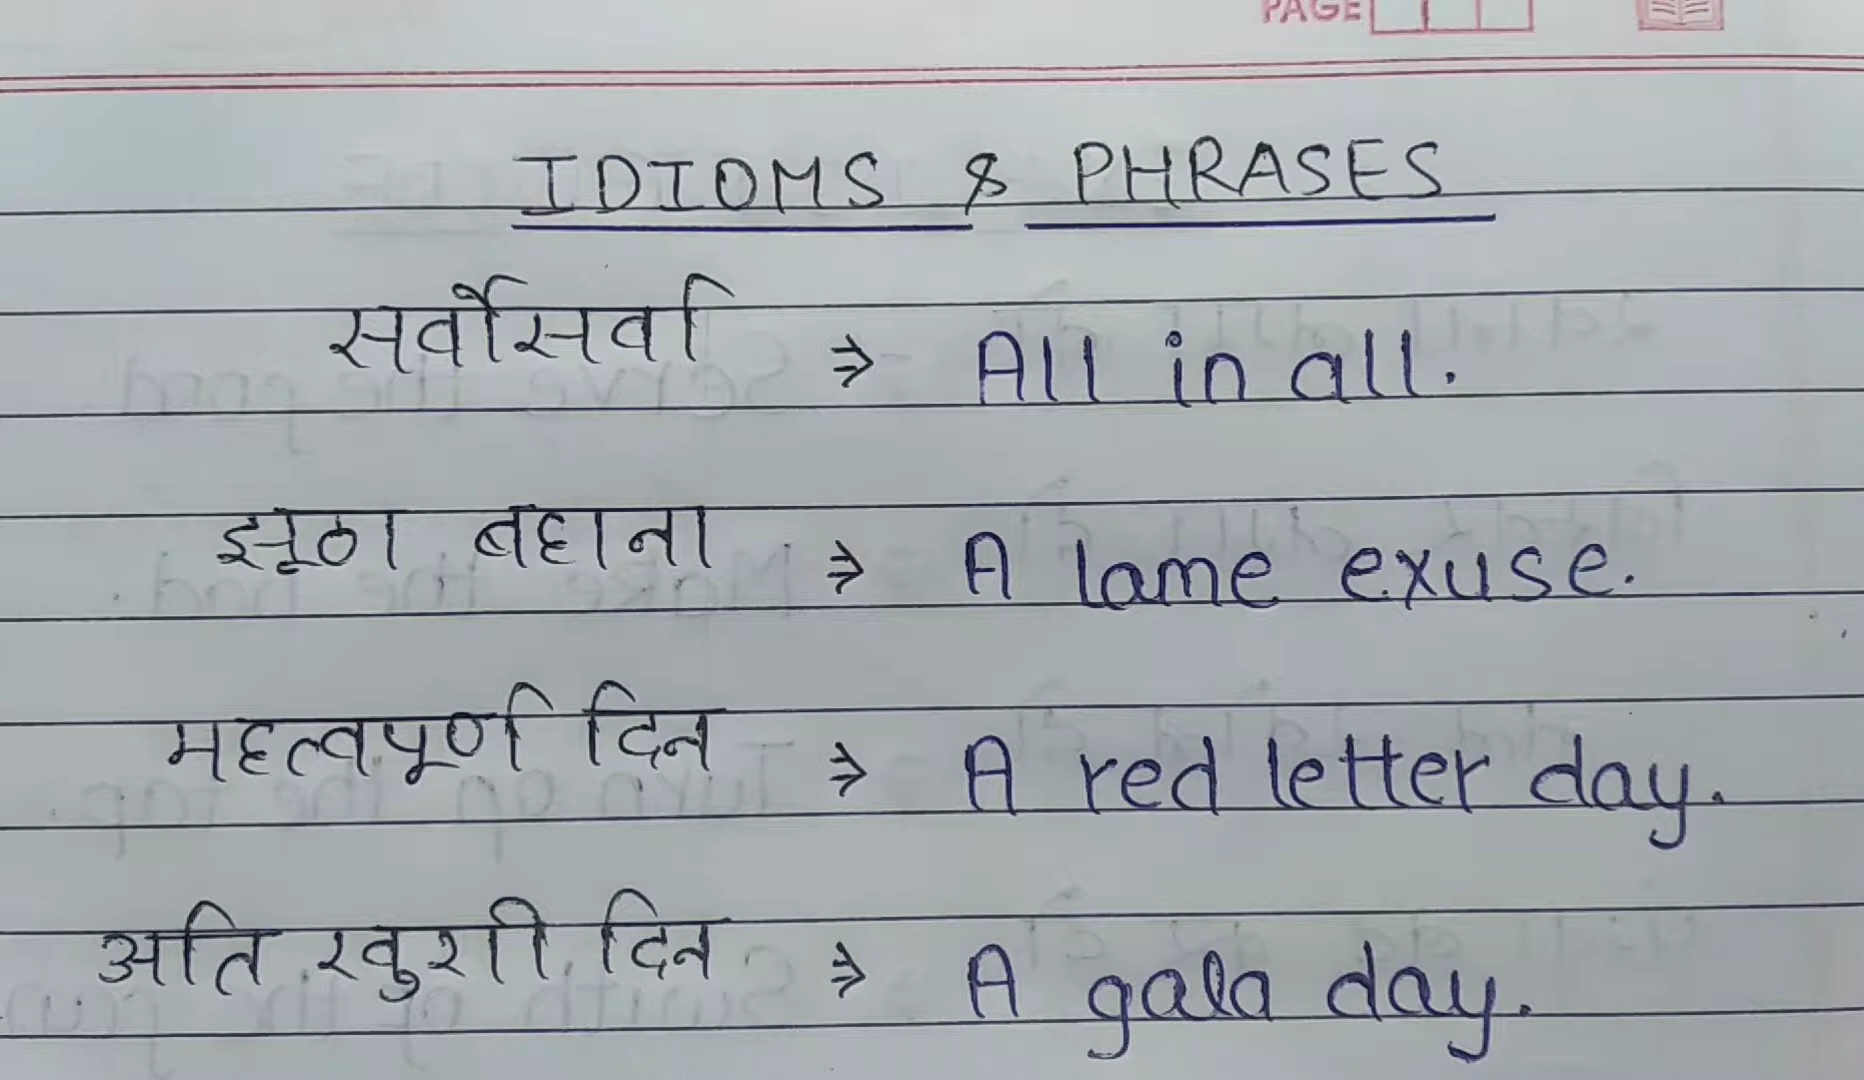 PAGE
IDIOMS & PHRASES
सर्वोसर्वा ⇒ All in all.
झूठा बहाना ⇒ A lame exuse.
महत्वपूर्ण दिन ⇒ A red letter day.
अति खुशी दिन ⇒ A gala day.